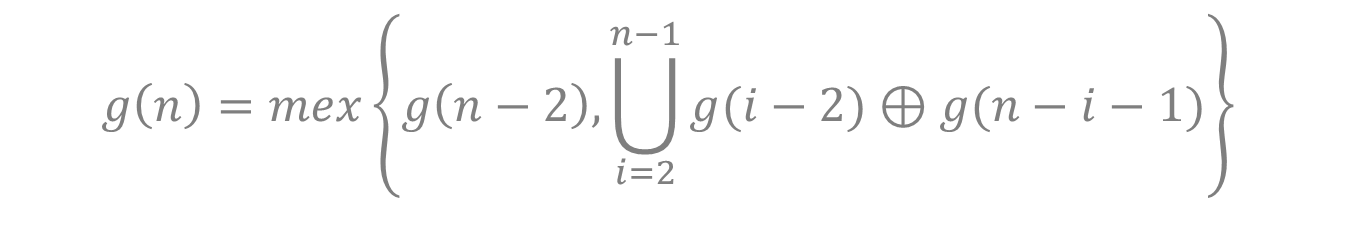 g(n) = mex { g(n − 2), ⋃_{i=2}^{n−1} g(i − 2) ⊕ g(n − i − 1) }